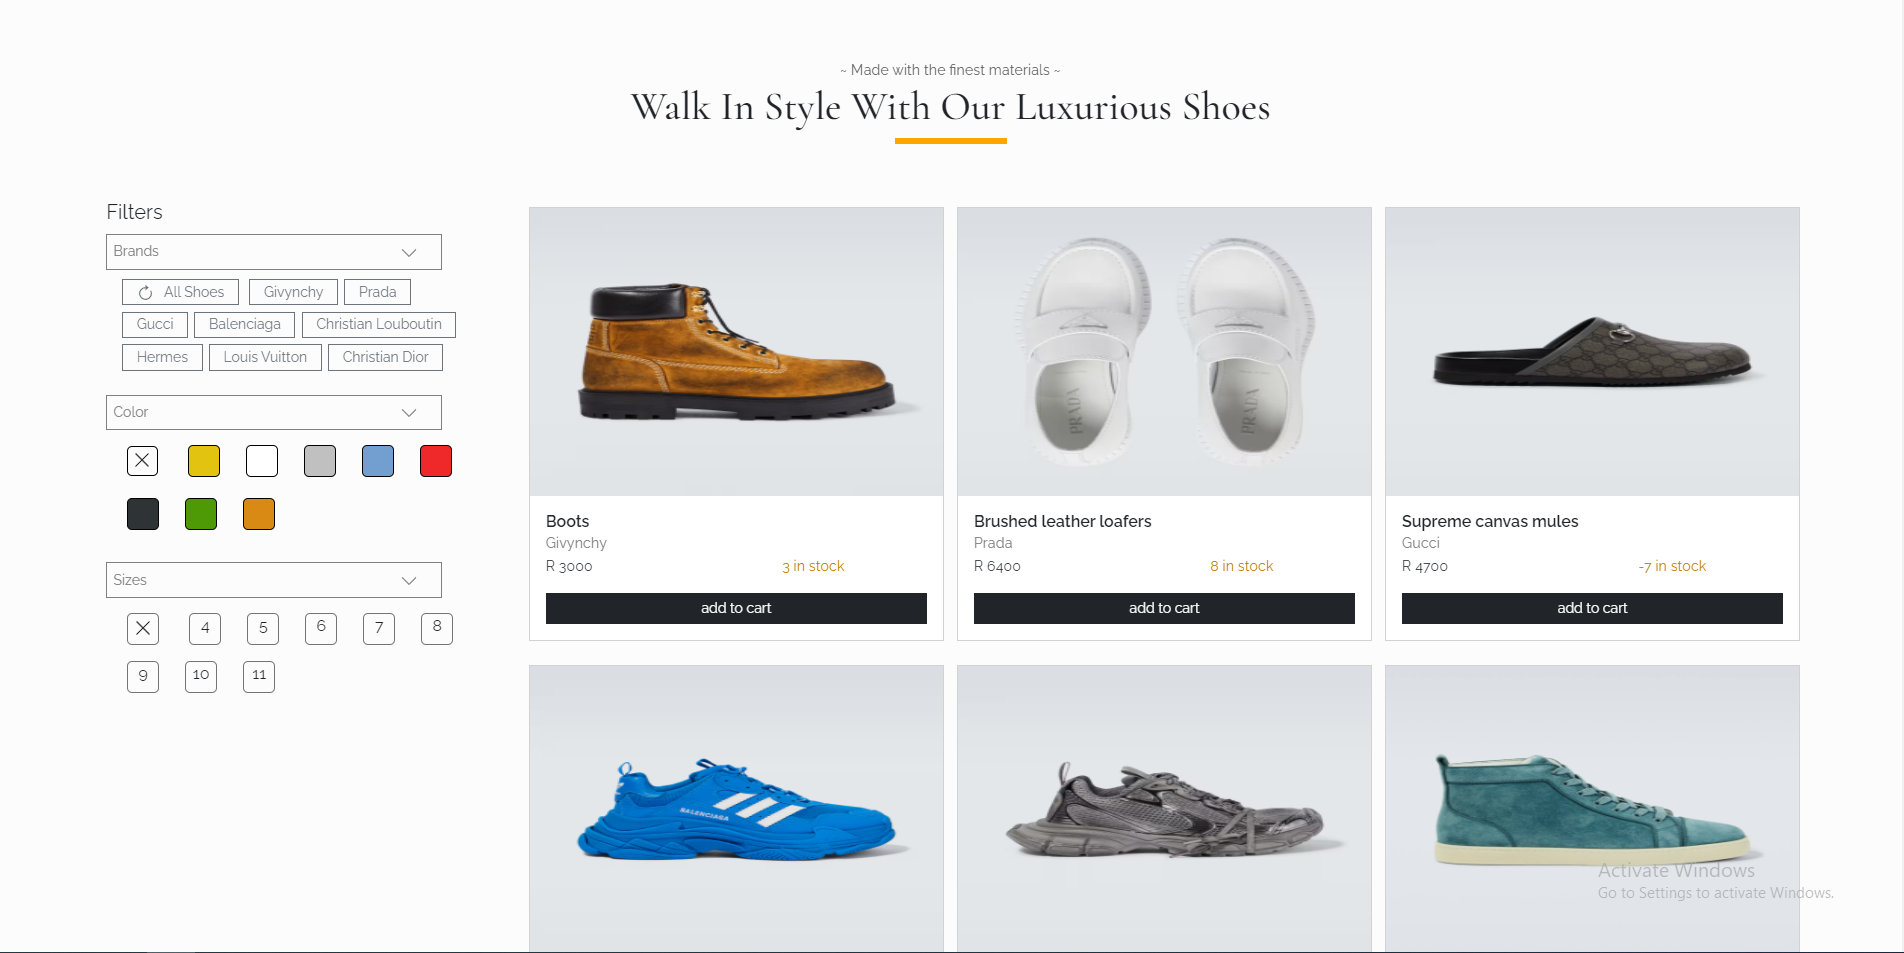 ~ Made with the finest materials ~
Walk In Style With Our Luxurious Shoes
Filters
Brands
All Shoes Givynchy Prada
Gucci Balenciaga Christian Louboutin
Hermes Louis Vuitton Christian Dior
Color
Sizes
4 5 6 7 8
9 10 11
PRADA PRADA
Boots
Givynchy
R 3000 3 in stock
add to cart
Brushed leather loafers
Prada
R 6400 8 in stock
add to cart
Supreme canvas mules
Gucci
R 4700 -7 in stock
add to cart
BALENCIAGA
Activate Windows
Go to Settings to activate Windows.